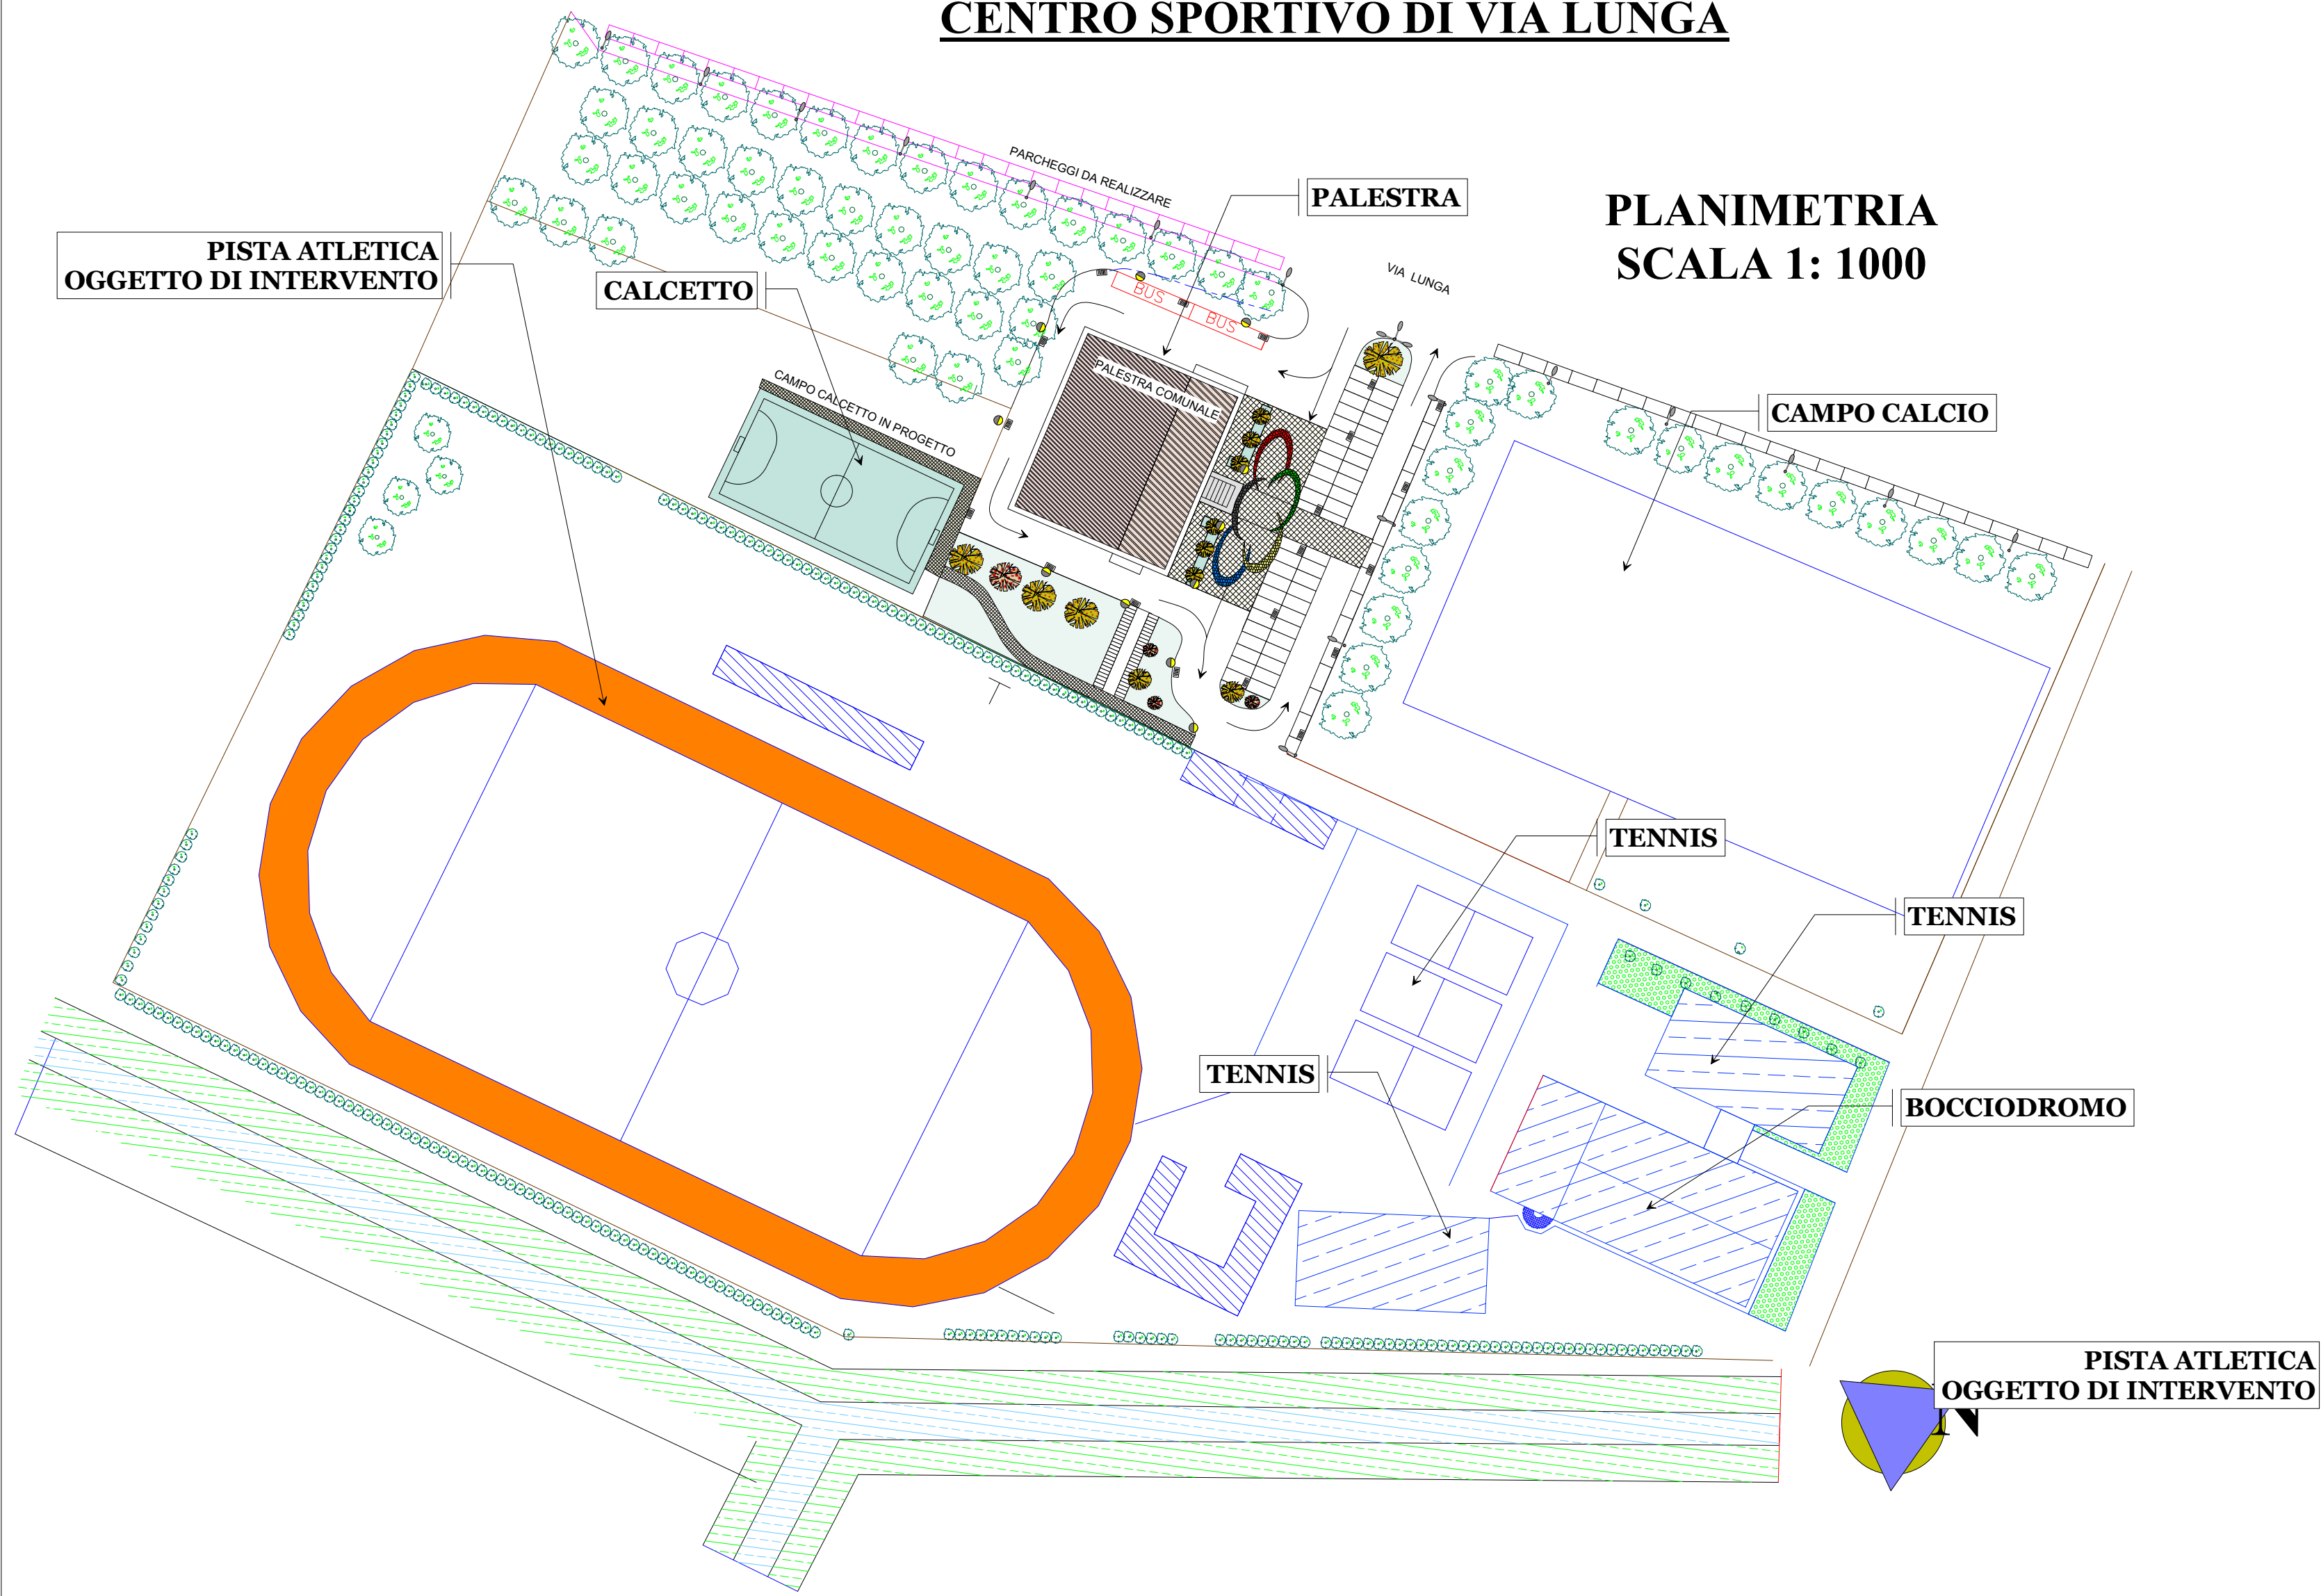 CENTRO SPORTIVO DI VIA LUNGA
PARCHEGGI DA REALIZZARE
PALESTRA
PLANIMETRIA
SCALA 1: 1000
PISTA ATLETICA
OGGETTO DI INTERVENTO
CALCETTO
VIA LUNGA
BUS
BUS
PALESTRA COMUNALE
CAMPO CALCETTO IN PROGETTO
CAMPO CALCIO
TENNIS
TENNIS
TENNIS
BOCCIODROMO
PISTA ATLETICA
OGGETTO DI INTERVENTO
N